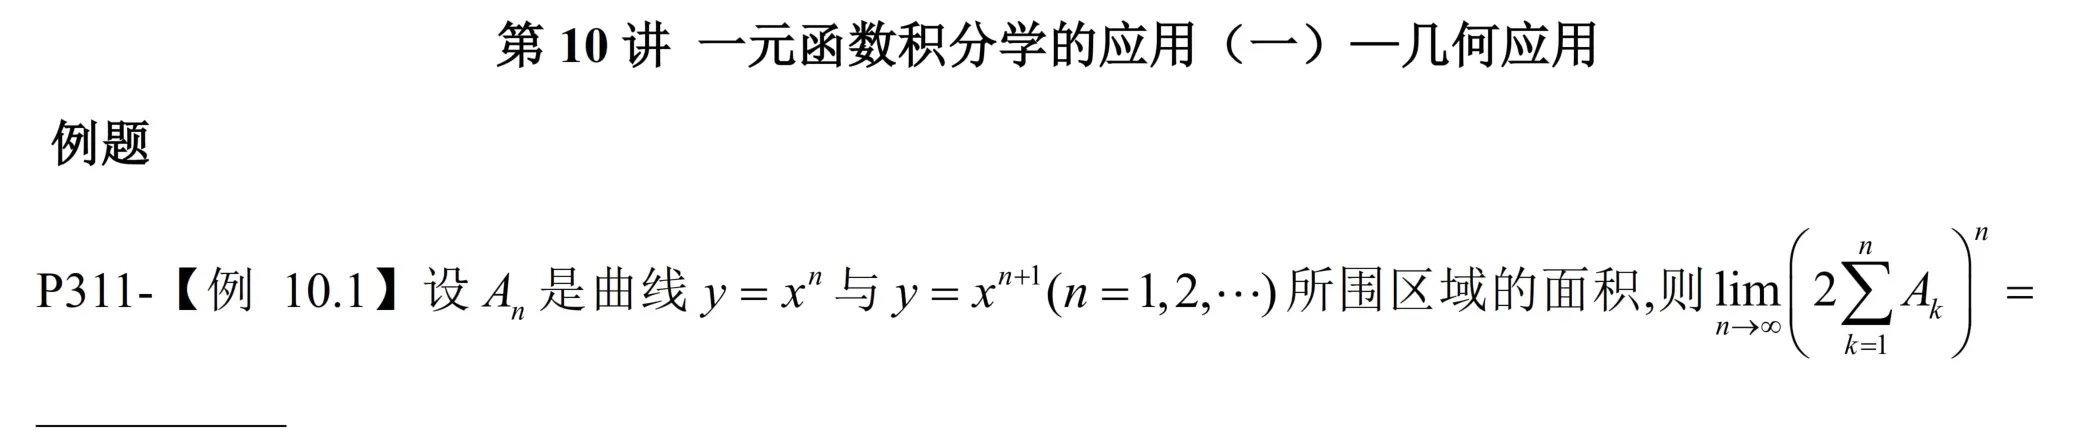 第 10 讲 一元函数积分学的应用（一）—几何应用
例题
P311-【例 10.1】设 $A_n$ 是曲线 $y = x^n$ 与 $y = x^{n+1}(n = 1, 2, \cdots)$ 所围区域的面积,则 $\lim_{n \to \infty} \left( 2 \sum_{k=1}^{n} A_k \right)^n =$